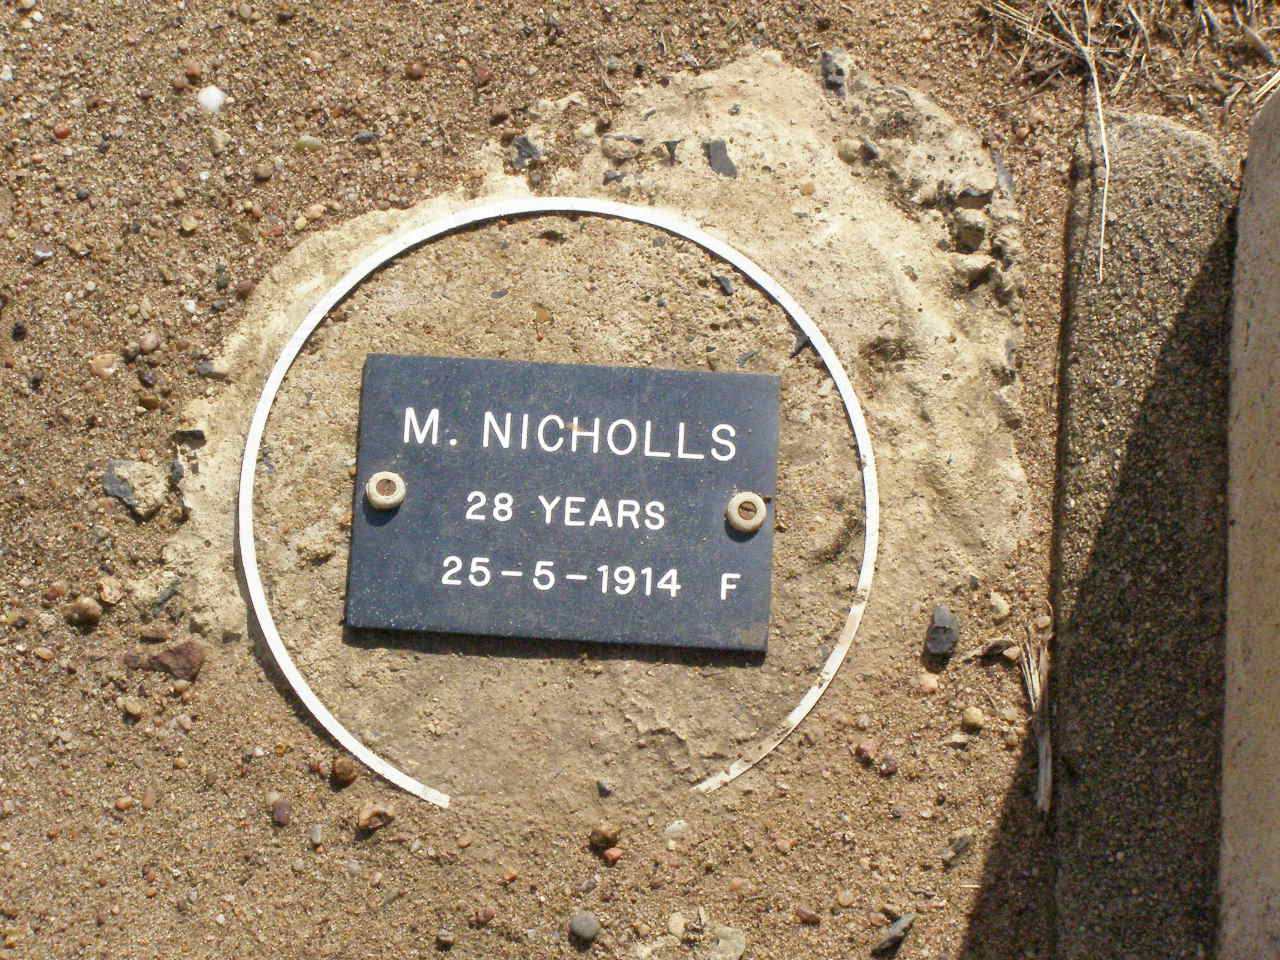 M. NICHOLLS
28 YEARS
25-5-1914 F